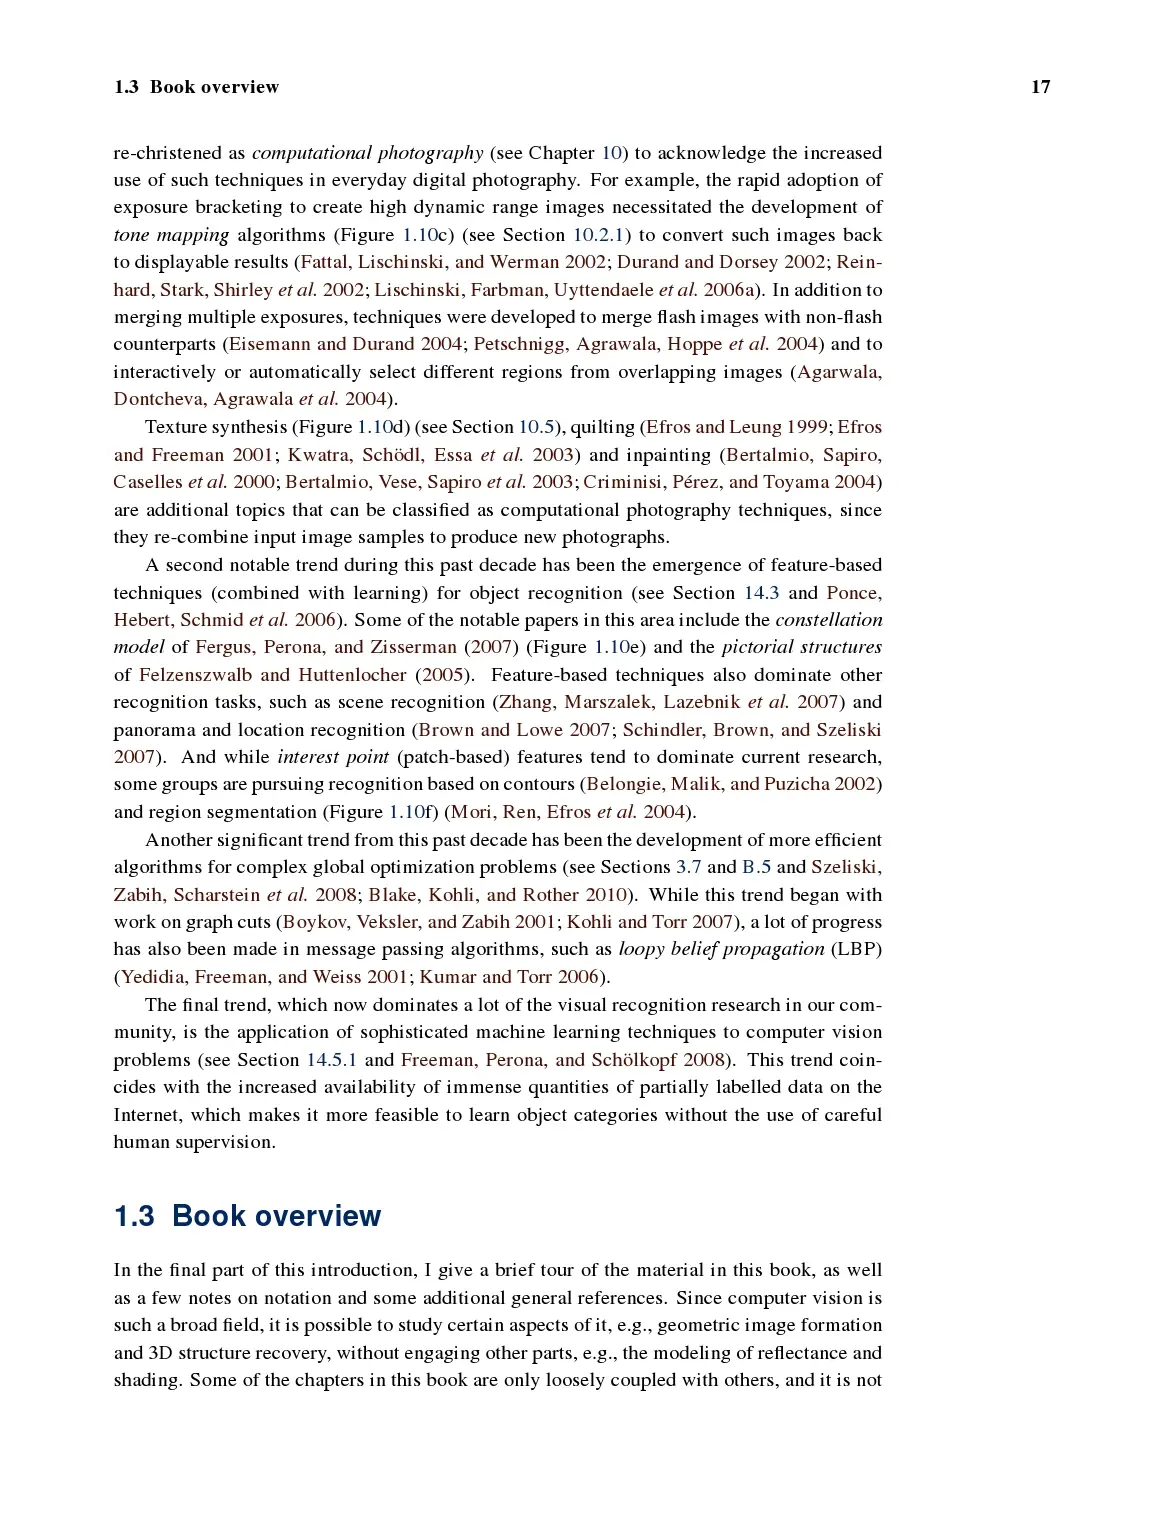 1.3 Book overview 17
re-christened as computational photography (see Chapter 10) to acknowledge the increased
use of such techniques in everyday digital photography. For example, the rapid adoption of
exposure bracketing to create high dynamic range images necessitated the development of
tone mapping algorithms (Figure 1.10c) (see Section 10.2.1) to convert such images back
to displayable results (Fattal, Lischinski, and Werman 2002; Durand and Dorsey 2002; Rein-
hard, Stark, Shirley et al. 2002; Lischinski, Farbman, Uyttendaele et al. 2006a). In addition to
merging multiple exposures, techniques were developed to merge flash images with non-flash
counterparts (Eisemann and Durand 2004; Petschnigg, Agrawala, Hoppe et al. 2004) and to
interactively or automatically select different regions from overlapping images (Agarwala,
Dontcheva, Agrawala et al. 2004).
Texture synthesis (Figure 1.10d) (see Section 10.5), quilting (Efros and Leung 1999; Efros
and Freeman 2001; Kwatra, Schödl, Essa et al. 2003) and inpainting (Bertalmio, Sapiro,
Caselles et al. 2000; Bertalmio, Vese, Sapiro et al. 2003; Criminisi, Pérez, and Toyama 2004)
are additional topics that can be classified as computational photography techniques, since
they re-combine input image samples to produce new photographs.
A second notable trend during this past decade has been the emergence of feature-based
techniques (combined with learning) for object recognition (see Section 14.3 and Ponce,
Hebert, Schmid et al. 2006). Some of the notable papers in this area include the constellation
model of Fergus, Perona, and Zisserman (2007) (Figure 1.10e) and the pictorial structures
of Felzenszwalb and Huttenlocher (2005). Feature-based techniques also dominate other
recognition tasks, such as scene recognition (Zhang, Marszalek, Lazebnik et al. 2007) and
panorama and location recognition (Brown and Lowe 2007; Schindler, Brown, and Szeliski
2007). And while interest point (patch-based) features tend to dominate current research,
some groups are pursuing recognition based on contours (Belongie, Malik, and Puzicha 2002)
and region segmentation (Figure 1.10f) (Mori, Ren, Efros et al. 2004).
Another significant trend from this past decade has been the development of more efficient
algorithms for complex global optimization problems (see Sections 3.7 and B.5 and Szeliski,
Zabih, Scharstein et al. 2008; Blake, Kohli, and Rother 2010). While this trend began with
work on graph cuts (Boykov, Veksler, and Zabih 2001; Kohli and Torr 2007), a lot of progress
has also been made in message passing algorithms, such as loopy belief propagation (LBP)
(Yedidia, Freeman, and Weiss 2001; Kumar and Torr 2006).
The final trend, which now dominates a lot of the visual recognition research in our com-
munity, is the application of sophisticated machine learning techniques to computer vision
problems (see Section 14.5.1 and Freeman, Perona, and Schölkopf 2008). This trend coin-
cides with the increased availability of immense quantities of partially labelled data on the
Internet, which makes it more feasible to learn object categories without the use of careful
human supervision.
1.3 Book overview
In the final part of this introduction, I give a brief tour of the material in this book, as well
as a few notes on notation and some additional general references. Since computer vision is
such a broad field, it is possible to study certain aspects of it, e.g., geometric image formation
and 3D structure recovery, without engaging other parts, e.g., the modeling of reflectance and
shading. Some of the chapters in this book are only loosely coupled with others, and it is not